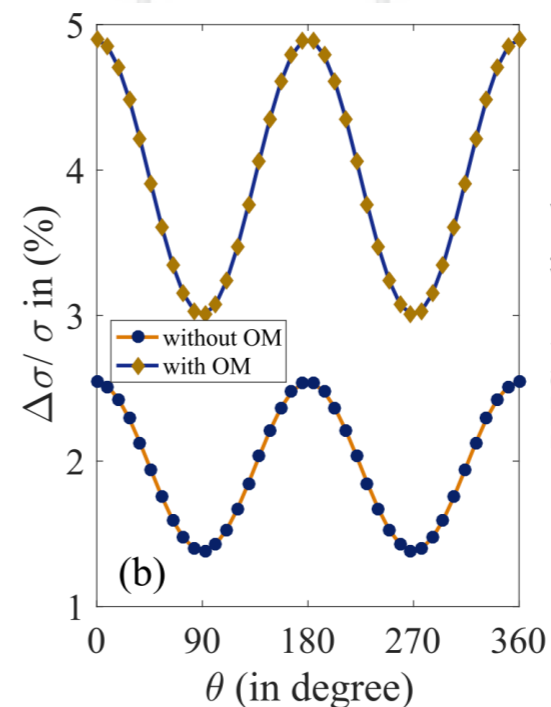 5
4
3
2
1
Δσ/ σ in (%)
without OM
with OM
(b)
0 90 180 270 360
θ (in degree)